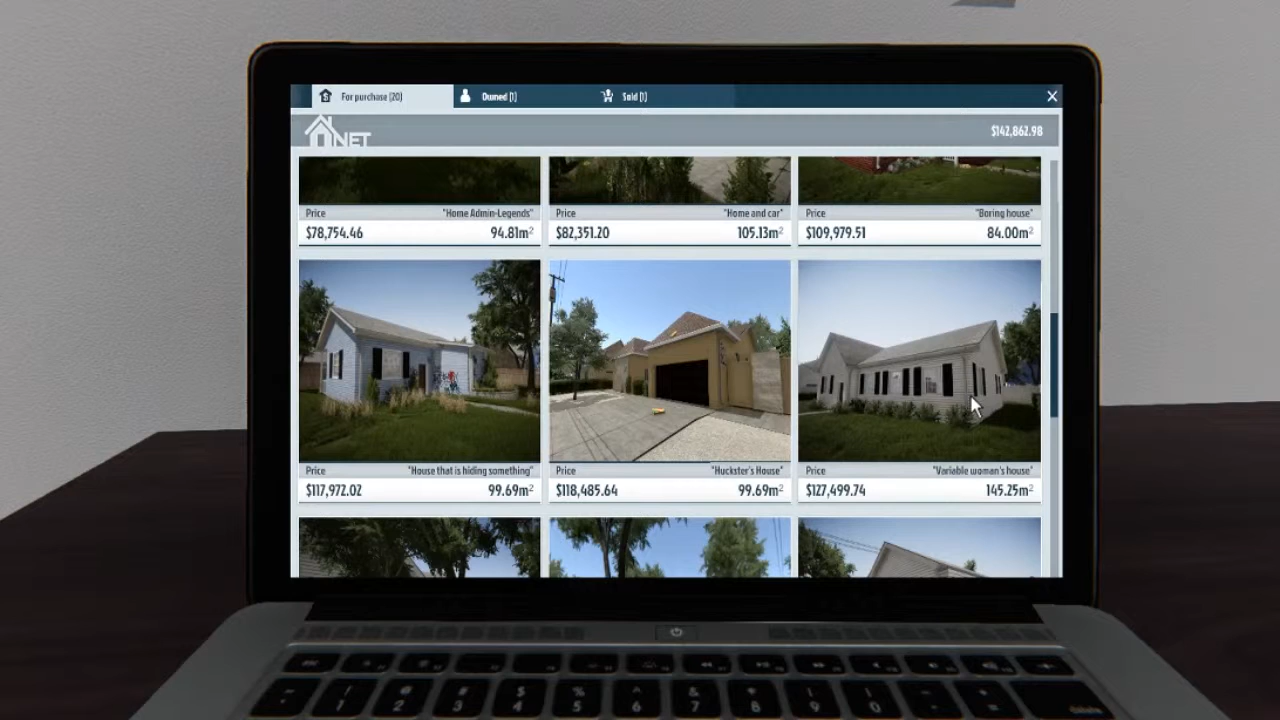 For purchase (20)
Owned (1)
Sold (1)
NET
$142,862.98
Price "Home Admin-Legends"
$78,754.46 94.81m²
Price "Home and car"
$82,351.20 105.13m²
Price "Boring house"
$109,979.51 84.00m²
Price "House that is hiding something"
$117,972.02 99.69m²
Price "Huckster's House"
$118,485.64 99.69m²
Price "Variable woman's house"
$127,499.74 145.25m²